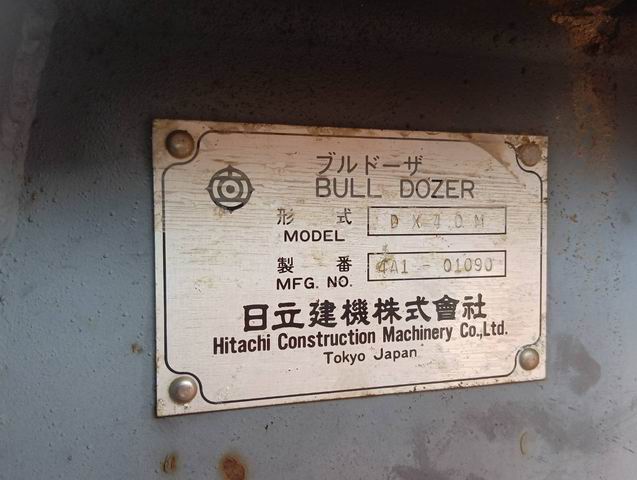 ブルドーザ
BULL DOZER
形 式 DX40M
MODEL
製 番 4A1-01090
MFG. NO.
日立建機株式會社
Hitachi Construction Machinery Co.,Ltd.
Tokyo Japan